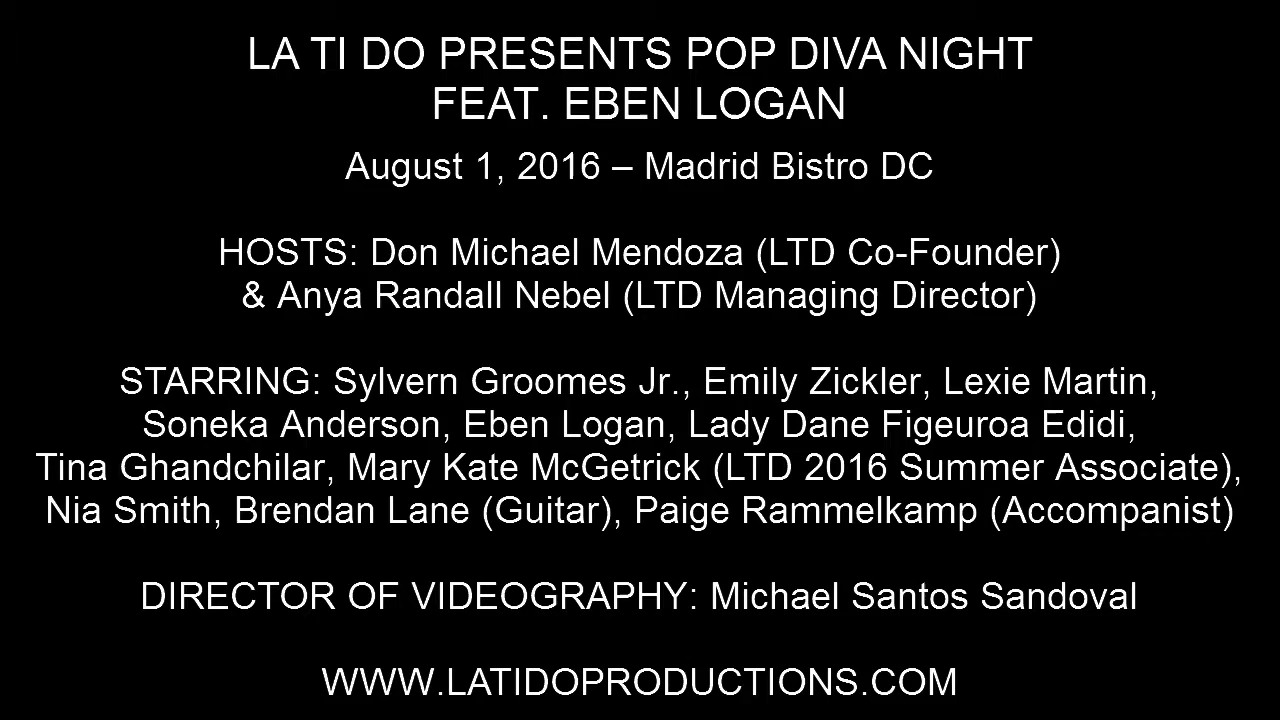 LA TI DO PRESENTS POP DIVA NIGHT
FEAT. EBEN LOGAN
August 1, 2016 – Madrid Bistro DC
HOSTS: Don Michael Mendoza (LTD Co-Founder)
& Anya Randall Nebel (LTD Managing Director)
STARRING: Sylvern Groomes Jr., Emily Zickler, Lexie Martin,
Soneka Anderson, Eben Logan, Lady Dane Figeuroa Edidi,
Tina Ghandchilar, Mary Kate McGetrick (LTD 2016 Summer Associate),
Nia Smith, Brendan Lane (Guitar), Paige Rammelkamp (Accompanist)
DIRECTOR OF VIDEOGRAPHY: Michael Santos Sandoval
WWW.LATIDOPRODUCTIONS.COM